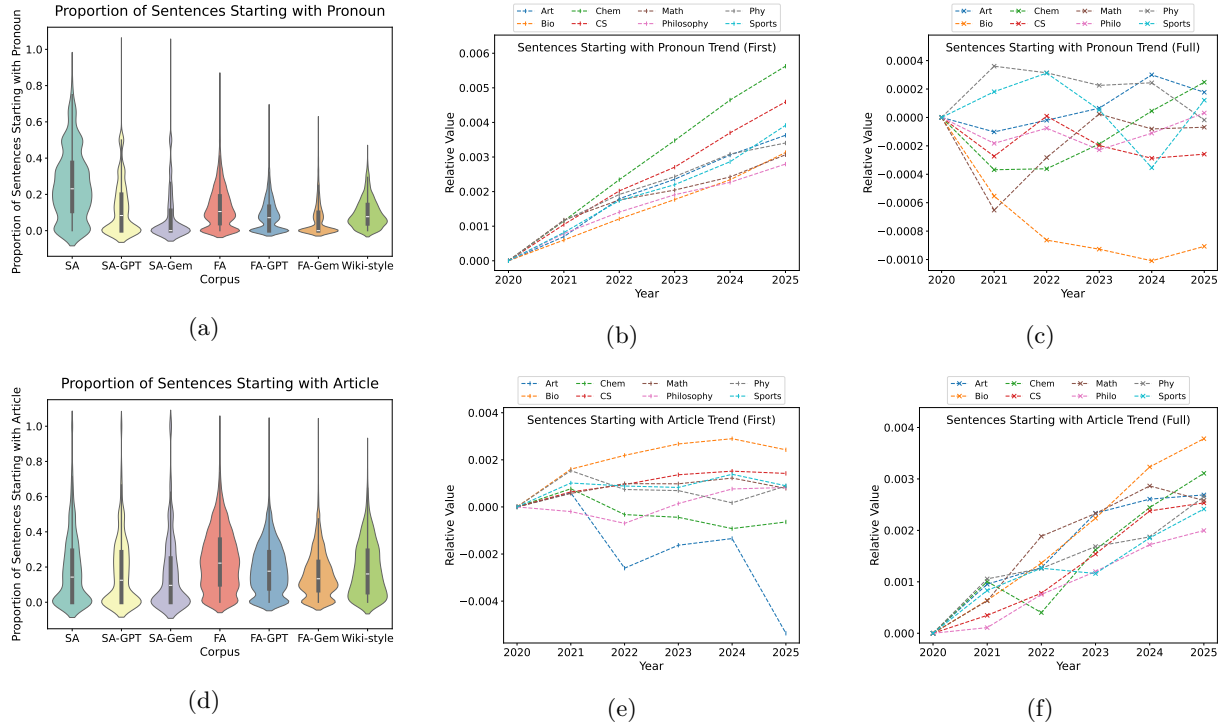 Proportion of Sentences Starting with Pronoun
Proportion of Sentences Starting with Pronoun
1.0
0.8
0.6
0.4
0.2
0.0
SA SA-GPT SA-Gem FA FA-GPT FA-Gem Wiki-style
Corpus
(a)
Art Chem Math Phy
Bio CS Philosophy Sports
Sentences Starting with Pronoun Trend (First)
Relative Value
0.006
0.005
0.004
0.003
0.002
0.001
0.000
2020 2021 2022 2023 2024 2025
Year
(b)
Art Chem Math Phy
Bio CS Philo Sports
Sentences Starting with Pronoun Trend (Full)
Relative Value
0.0004
0.0002
0.0000
−0.0002
−0.0004
−0.0006
−0.0008
−0.0010
2020 2021 2022 2023 2024 2025
Year
(c)
Proportion of Sentences Starting with Article
Proportion of Sentences Starting with Article
1.0
0.8
0.6
0.4
0.2
0.0
SA SA-GPT SA-Gem FA FA-GPT FA-Gem Wiki-style
Corpus
(d)
Art Chem Math Phy
Bio CS Philosophy Sports
Sentences Starting with Article Trend (First)
Relative Value
0.004
0.002
0.000
−0.002
−0.004
2020 2021 2022 2023 2024 2025
Year
(e)
Art Chem Math Phy
Bio CS Philo Sports
Sentences Starting with Article Trend (Full)
Relative Value
0.004
0.003
0.002
0.001
0.000
2020 2021 2022 2023 2024 2025
Year
(f)